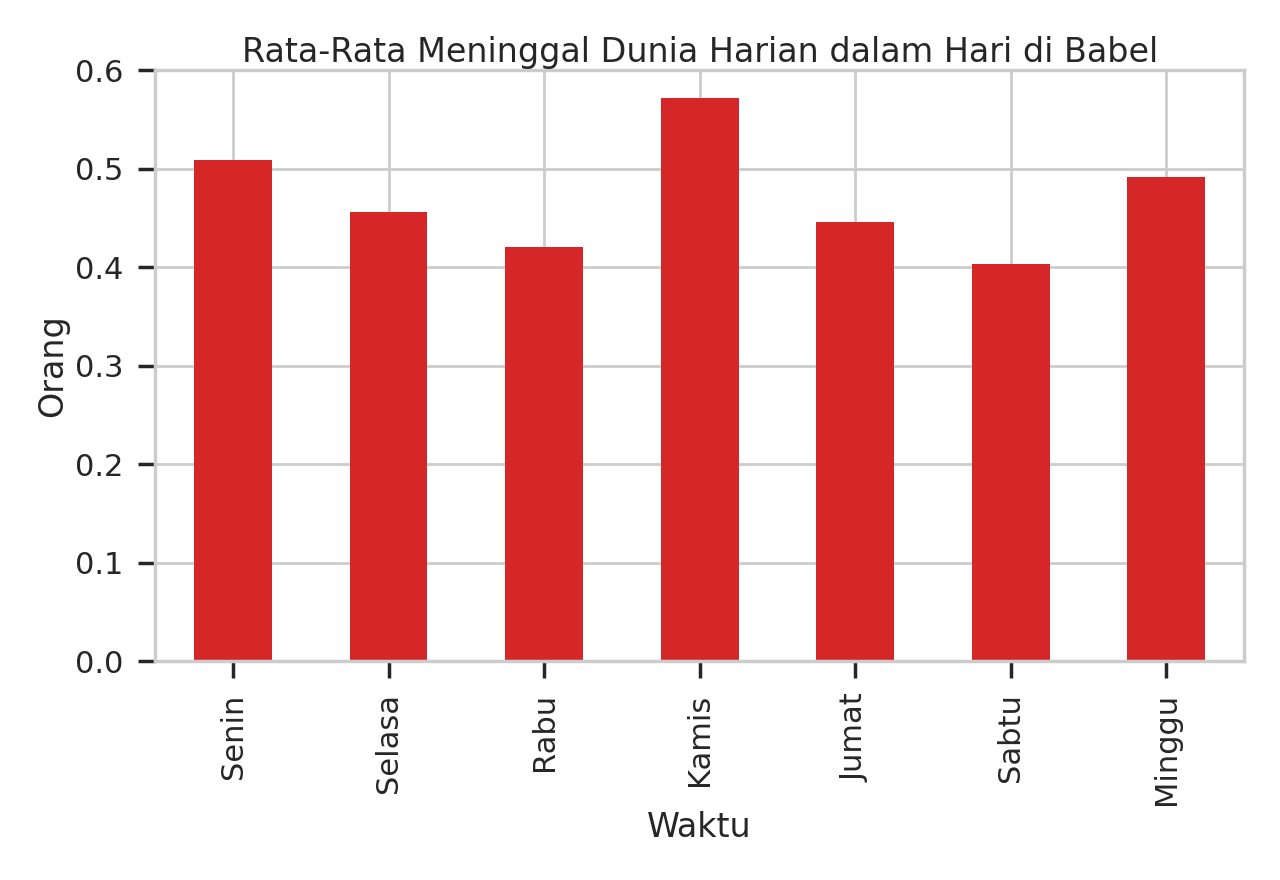 Rata-Rata Meninggal Dunia Harian dalam Hari di Babel
0.6
0.5
0.4
0.3
0.2
0.1
0.0
Orang
Senin
Selasa
Rabu
Kamis
Jumat
Sabtu
Minggu
Waktu